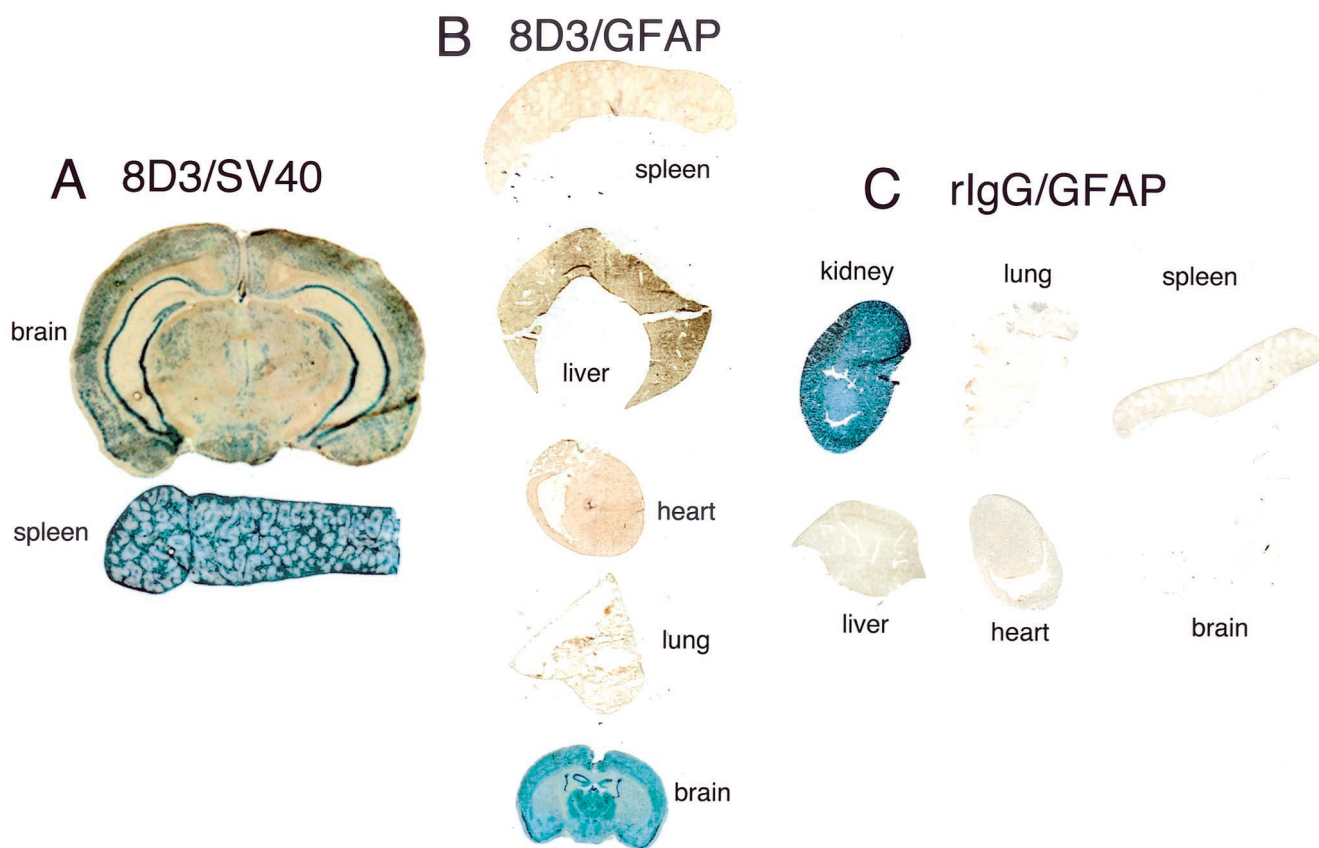 A 8D3/SV40
brain
spleen
B 8D3/GFAP
spleen
liver
heart
lung
brain
C rIgG/GFAP
kidney
lung
spleen
liver
heart
brain